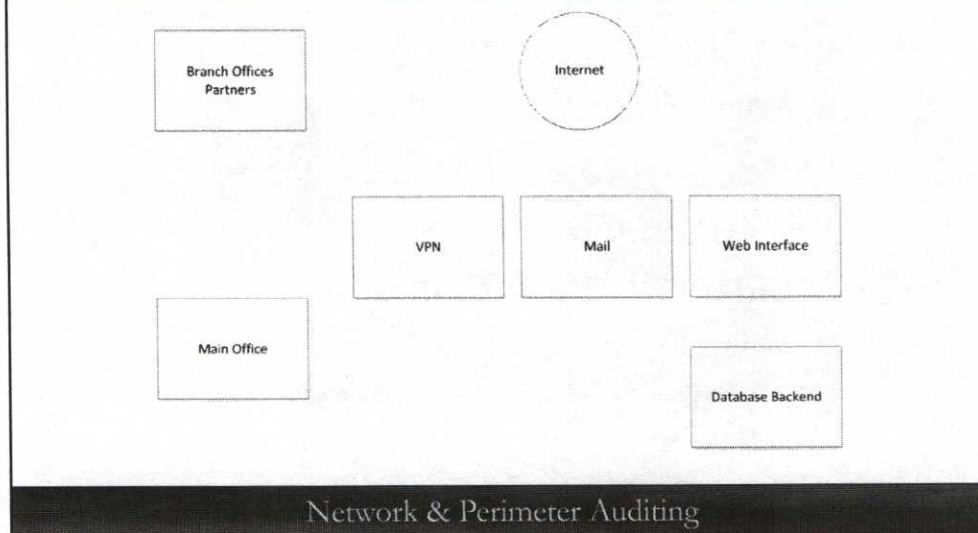 Branch Offices
Partners
Internet
VPN
Mail
Web Interface
Main Office
Database Backend
Network & Perimeter Auditing